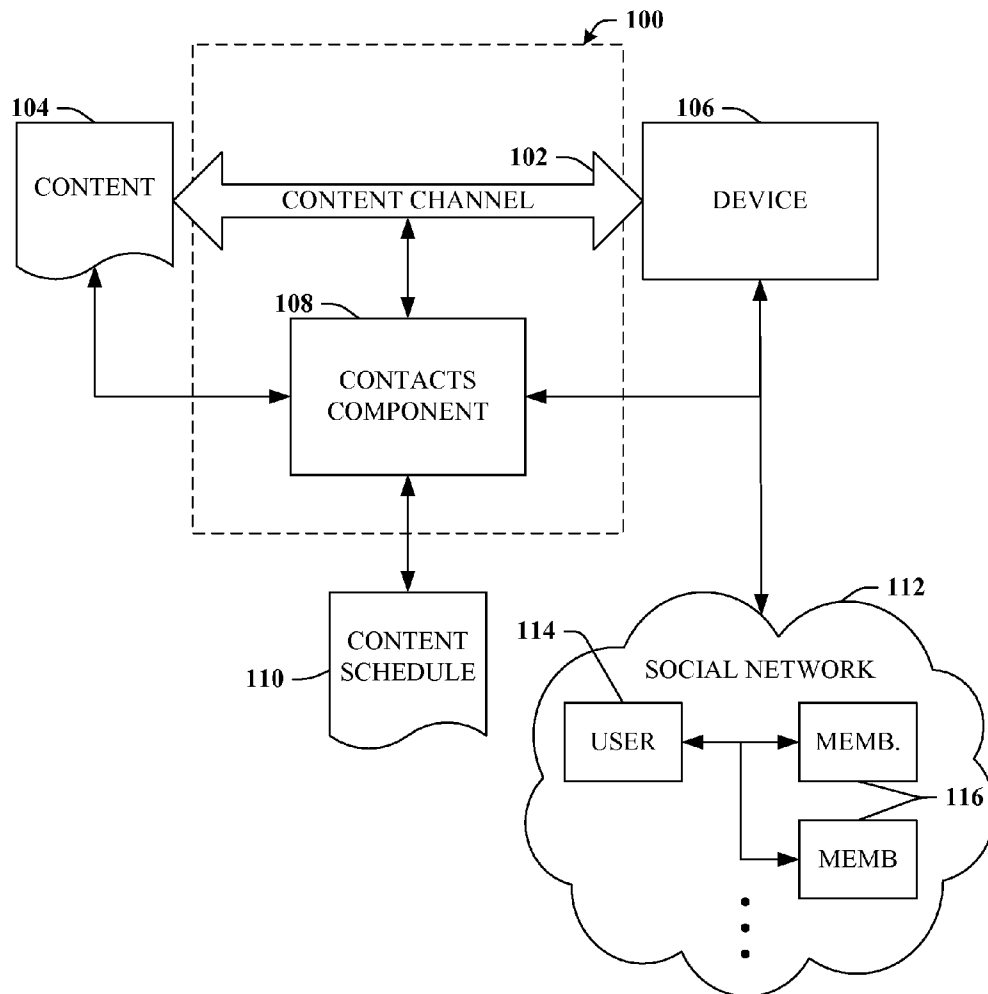 100
104
106
102
CONTENT
CONTENT CHANNEL
DEVICE
108
CONTACTS
COMPONENT
110
CONTENT
SCHEDULE
112
114
SOCIAL NETWORK
USER
MEMB.
116
MEMB